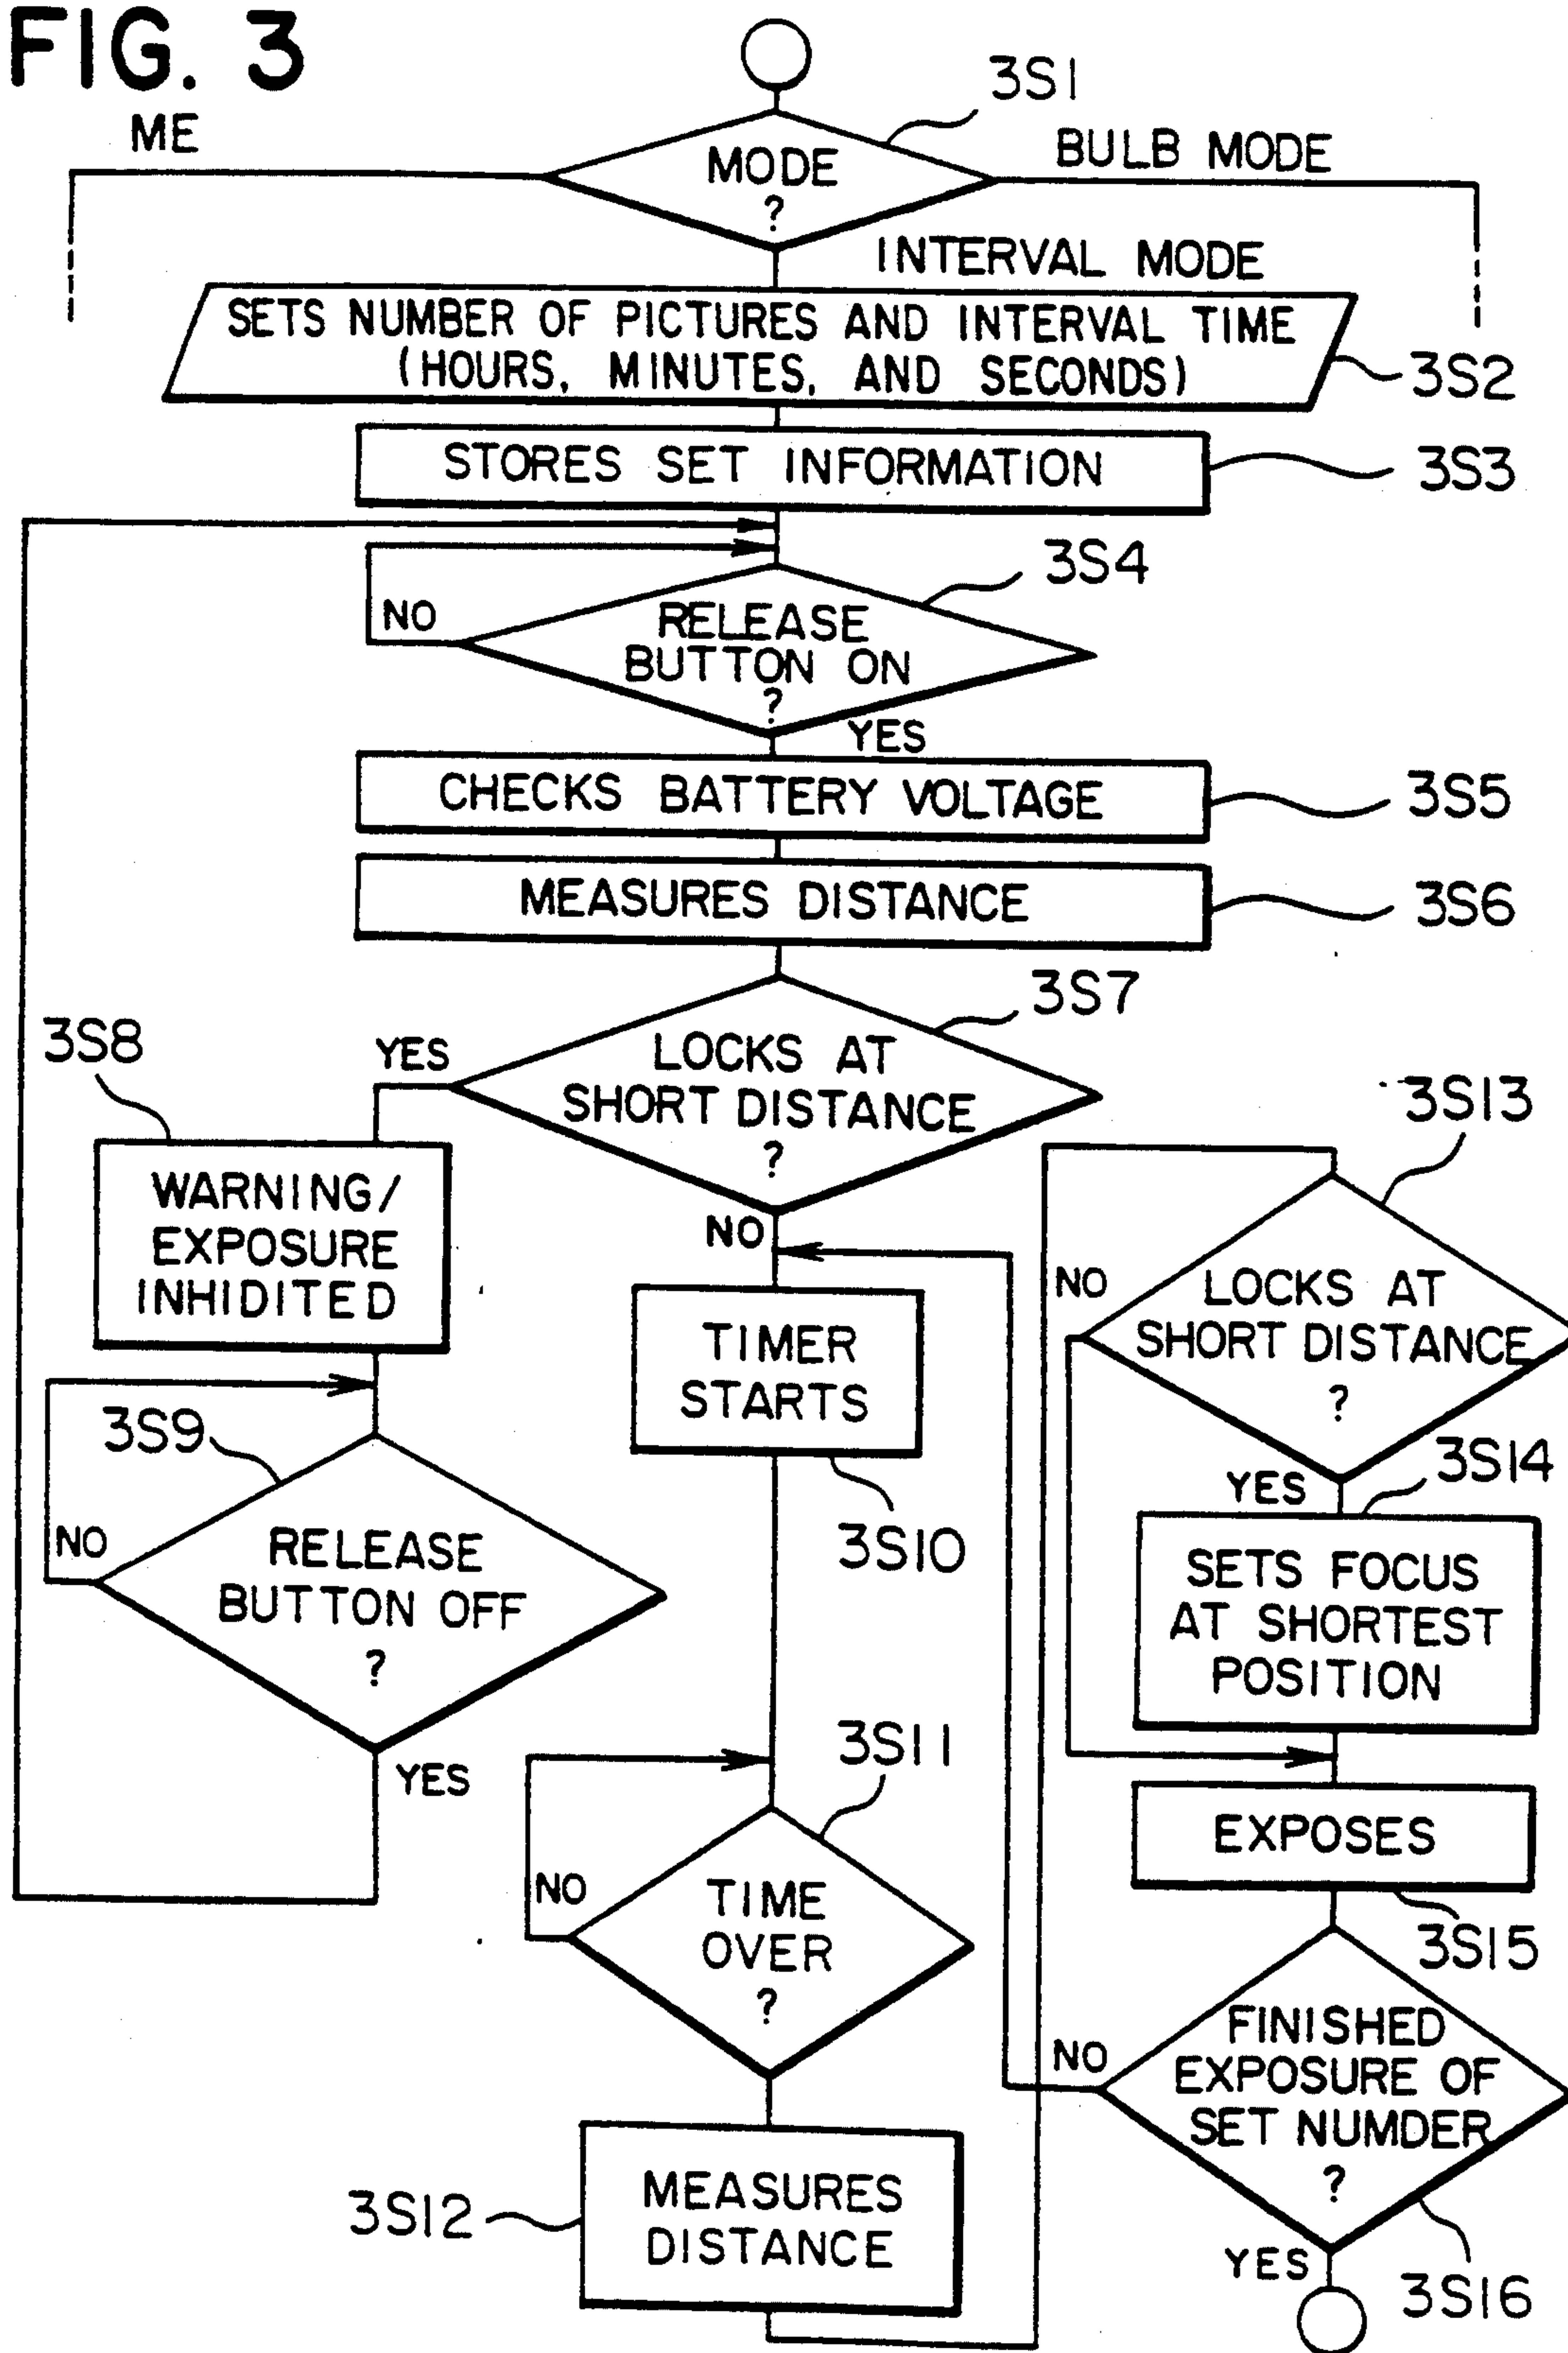 FIG. 3
3S1
ME
BULB MODE
MODE
?
INTERVAL MODE
SETS NUMBER OF PICTURES AND INTERVAL TIME
(HOURS, MINUTES, AND SECONDS)
3S2
STORES SET INFORMATION
3S3
3S4
NO
RELEASE
BUTTON ON
?
YES
CHECKS BATTERY VOLTAGE
3S5
MEASURES DISTANCE
3S6
3S7
YES
LOCKS AT
SHORT DISTANCE
?
NO
3S8
WARNING/
EXPOSURE
INHIDITED
3S9
NO
RELEASE
BUTTON OFF
?
YES
TIMER
STARTS
3S10
3S11
NO
TIME
OVER
?
3S12
MEASURES
DISTANCE
3S13
NO
LOCKS AT
SHORT DISTANCE
?
YES
3S14
SETS FOCUS
AT SHORTEST
POSITION
EXPOSES
3S15
NO
FINISHED
EXPOSURE OF
SET NUMDER
?
YES
3S16